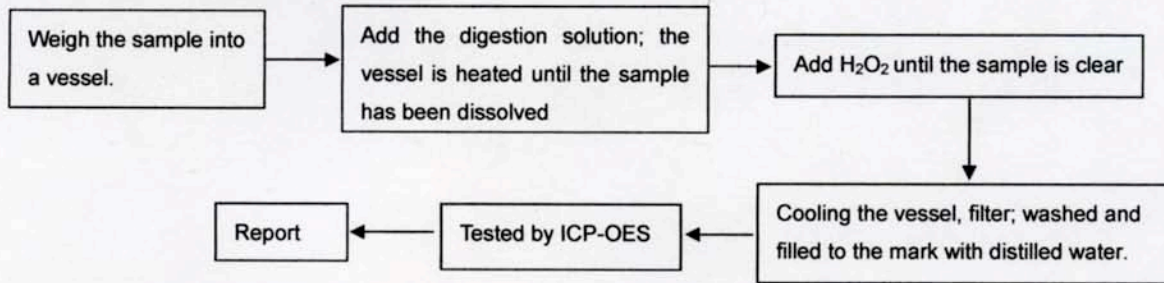 Weigh the sample into
a vessel.
Add the digestion solution; the
vessel is heated until the sample
has been dissolved
Add H₂O₂ until the sample is clear
Cooling the vessel, filter; washed and
filled to the mark with distilled water.
Tested by ICP-OES
Report